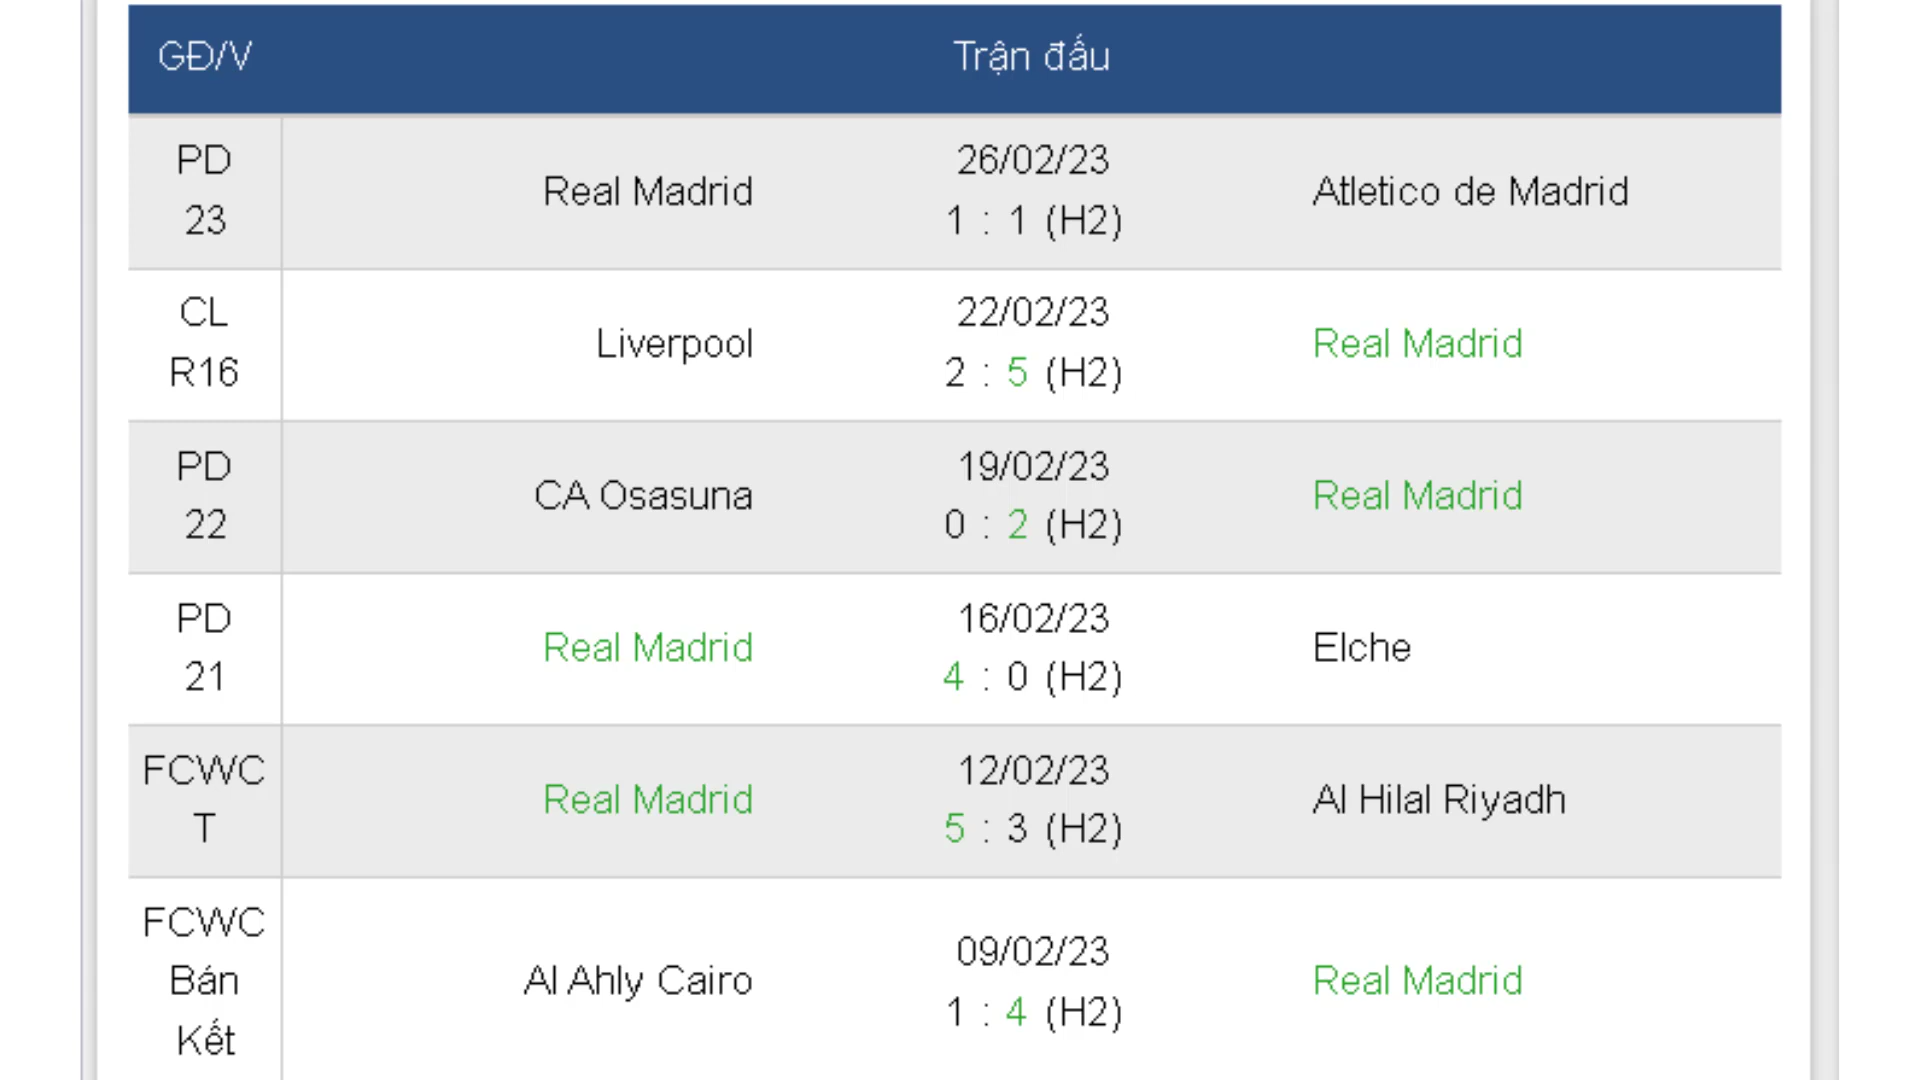 GĐ/V Trận đấu
PD
23
Real Madrid
26/02/23
1 : 1 (H2)
Atletico de Madrid
CL
R16
Liverpool
22/02/23
2 : 5 (H2)
Real Madrid
PD
22
CA Osasuna
19/02/23
0 : 2 (H2)
Real Madrid
PD
21
Real Madrid
16/02/23
4 : 0 (H2)
Elche
FCWC
T
Real Madrid
12/02/23
5 : 3 (H2)
Al Hilal Riyadh
FCWC
Bán
Kết
Al Ahly Cairo
09/02/23
1 : 4 (H2)
Real Madrid